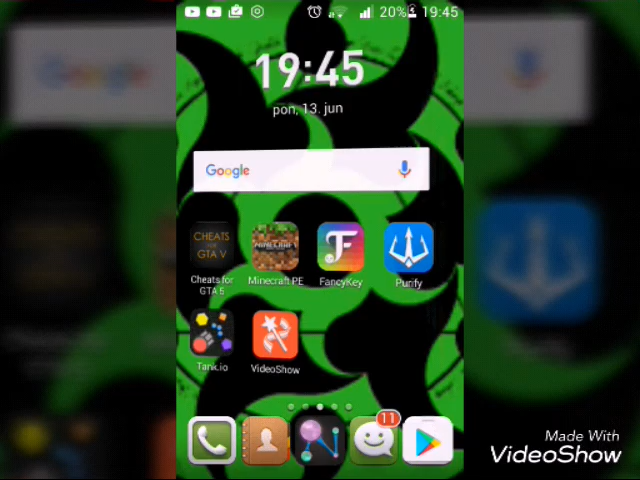 20% 19:45
19:45
pon, 13. jun
Google
CHEATS
GTA V
MINECRAFT
Cheats for
GTA 5
Minecraft PE
FancyKey
Purify
Tank.io
VideoShow
11
Made With
VideoShow